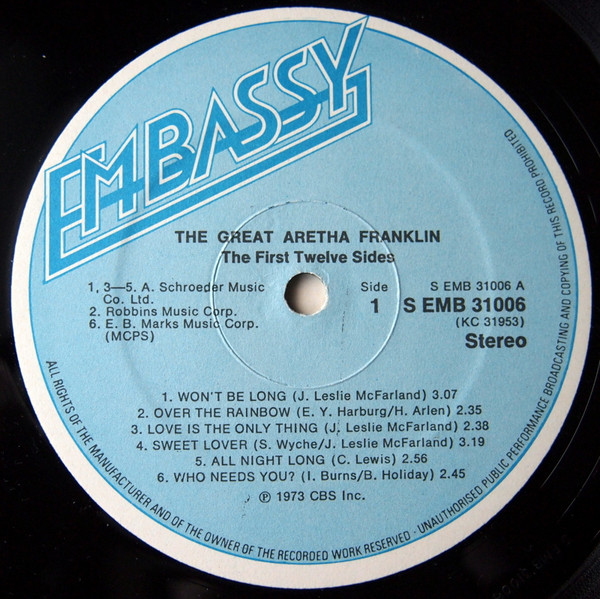 EMBASSY
THE GREAT ARETHA FRANKLIN
The First Twelve Sides
1, 3—5. A. Schroeder Music
Co. Ltd.
2. Robbins Music Corp.
6. E. B. Marks Music Corp.
(MCPS)
Side
1
S EMB 31006 A
S EMB 31006
(KC 31953)
Stereo
1. WON'T BE LONG (J. Leslie McFarland) 3.07
2. OVER THE RAINBOW (E. Y. Harburg/H. Arlen) 2.35
3. LOVE IS THE ONLY THING (J. Leslie McFarland) 2.38
4. SWEET LOVER (S. Wyche/J. Leslie McFarland) 3.19
5. ALL NIGHT LONG (C. Lewis) 2.56
6. WHO NEEDS YOU? (I. Burns/B. Holiday) 2.45
℗ 1973 CBS Inc.
ALL RIGHTS OF THE MANUFACTURER AND OF THE OWNER OF THE RECORDED WORK RESERVED - UNAUTHORISED PUBLIC PERFORMANCE BROADCASTING AND COPYING OF THIS RECORD PROHIBITED